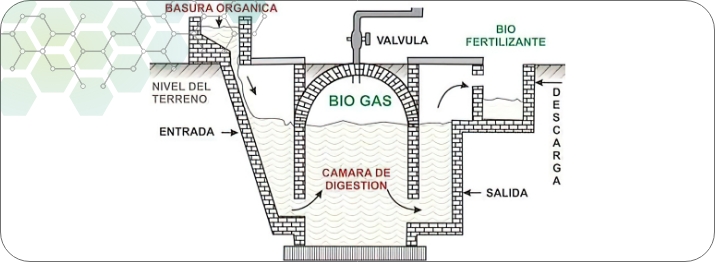 BASURA ORGANICA
VALVULA
BIO
FERTILIZANTE
NIVEL DEL
TERRENO
BIO GAS
DESCARGA
ENTRADA
CAMARA DE
DIGESTION
SALIDA